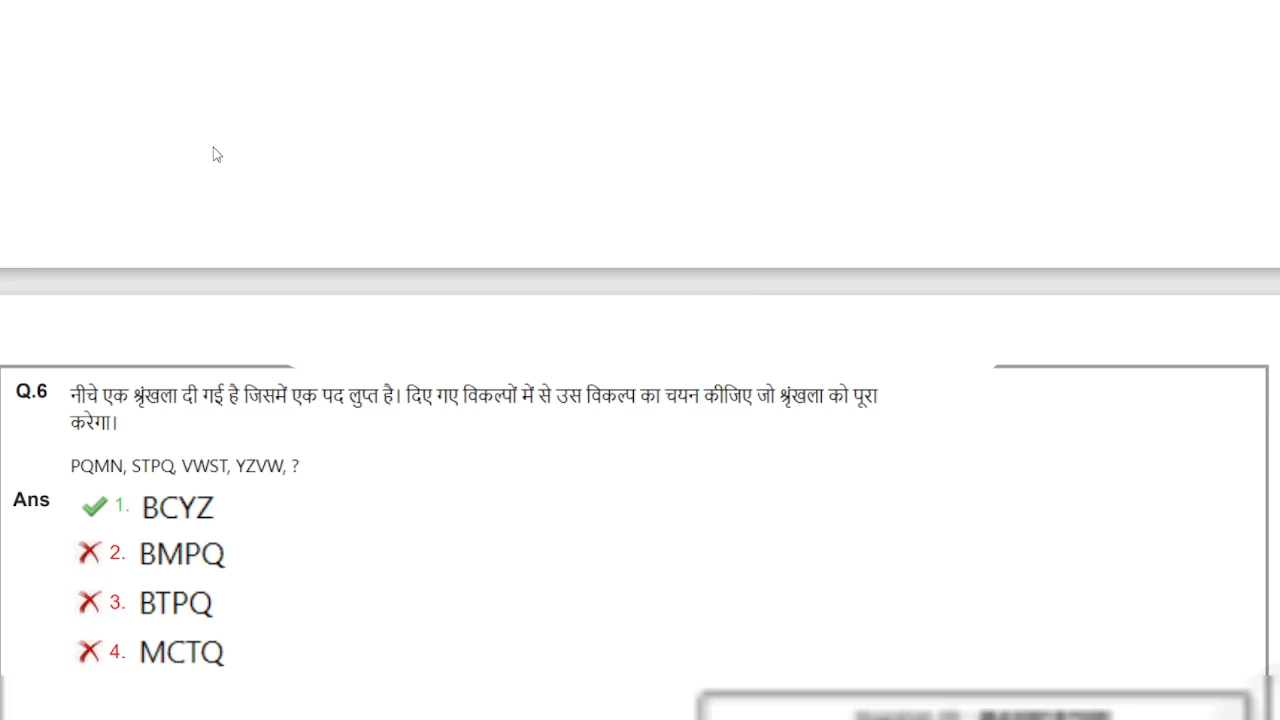 Q.6 नीचे एक श्रृंखला दी गई है जिसमें एक पद लुप्त है। दिए गए विकल्पों में से उस विकल्प का चयन कीजिए जो श्रृंखला को पूरा
करेगा।
PQMN, STPQ, VWST, YZVW, ?
Ans 1. BCYZ
2. BMPQ
3. BTPQ
4. MCTQ